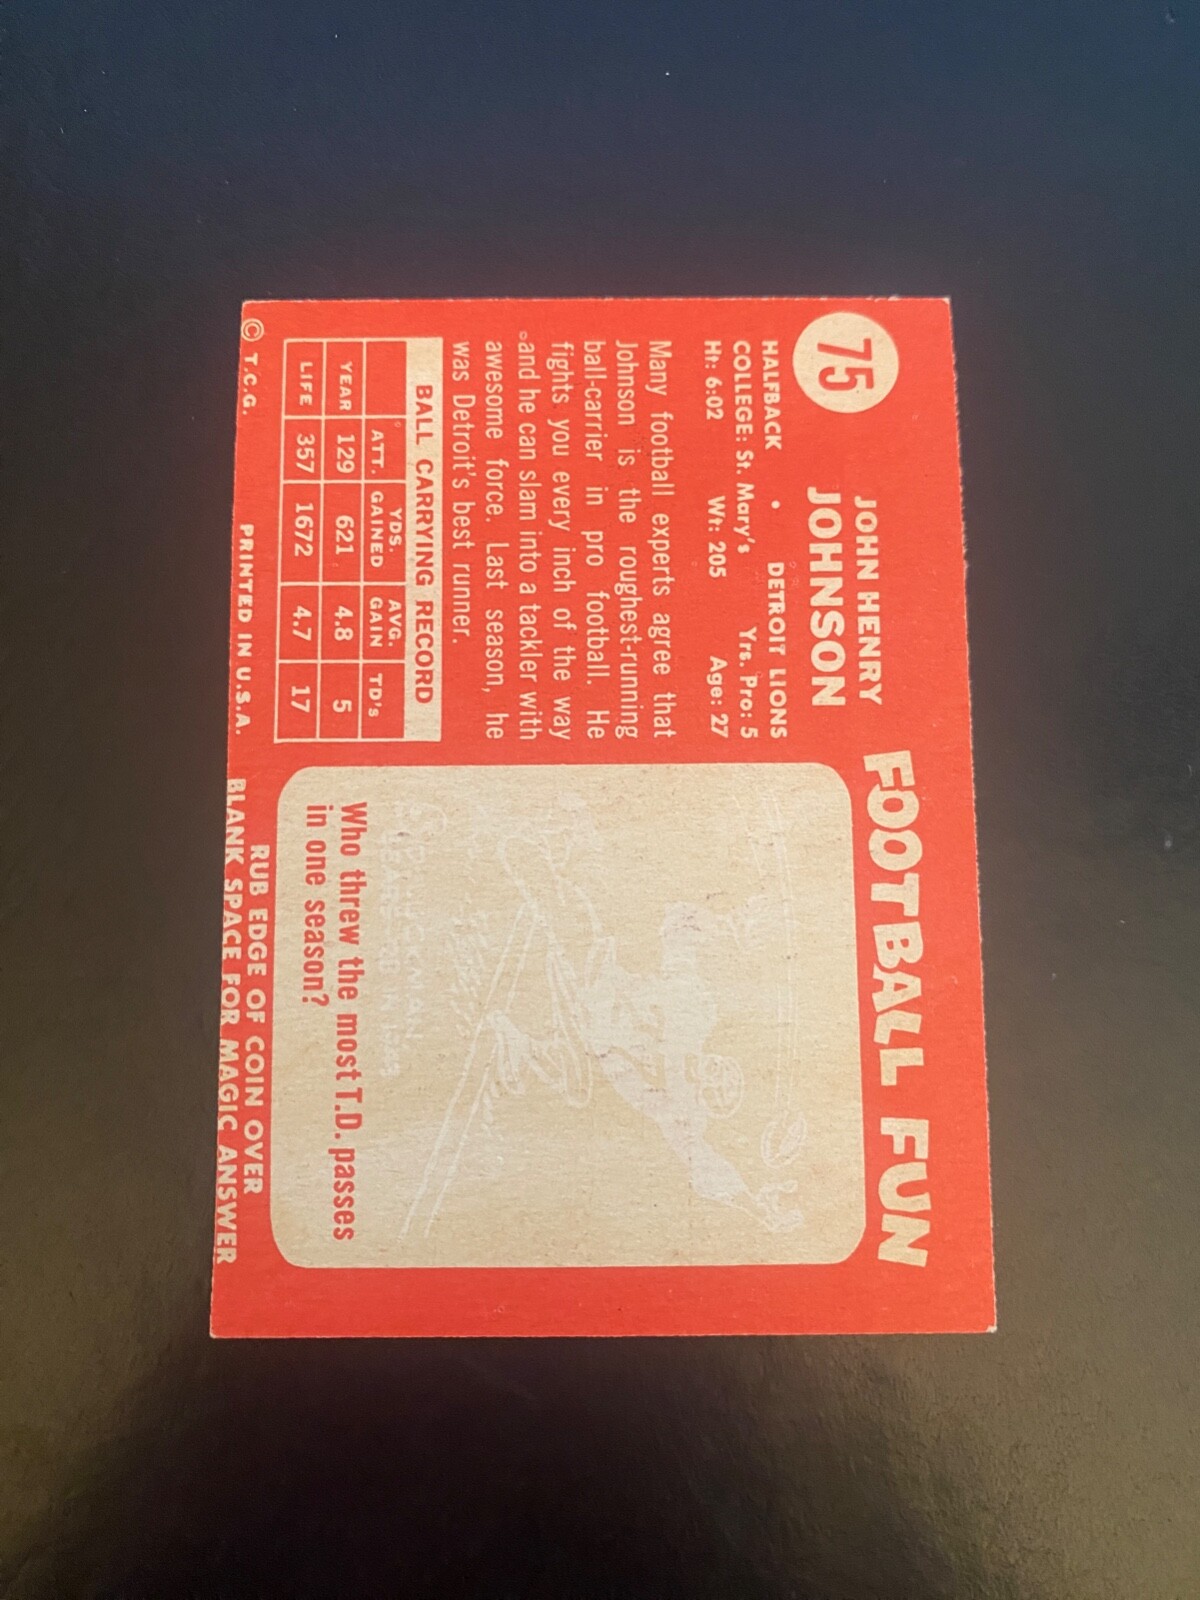 75
JOHN HENRY
JOHNSON
HALFBACK • DETROIT LIONS
COLLEGE: St. Mary's Yrs. Pro: 5
Ht: 6:02 Wt: 205 Age: 27
Many football experts agree that
Johnson is the roughest-running
ball-carrier in pro football. He
fights you every inch of the way
and he can slam into a tackler with
awesome force. Last season, he
was Detroit's best runner.
BALL CARRYING RECORD
ATT. YDS. GAINED AVG. GAIN TD's
YEAR 129 621 4.8 5
LIFE 357 1672 4.7 17
© T.C.G. PRINTED IN U.S.A.
FOOTBALL FUN
Who threw the most T.D. passes
in one season?
RUB EDGE OF COIN OVER
BLANK SPACE FOR MAGIC ANSWER